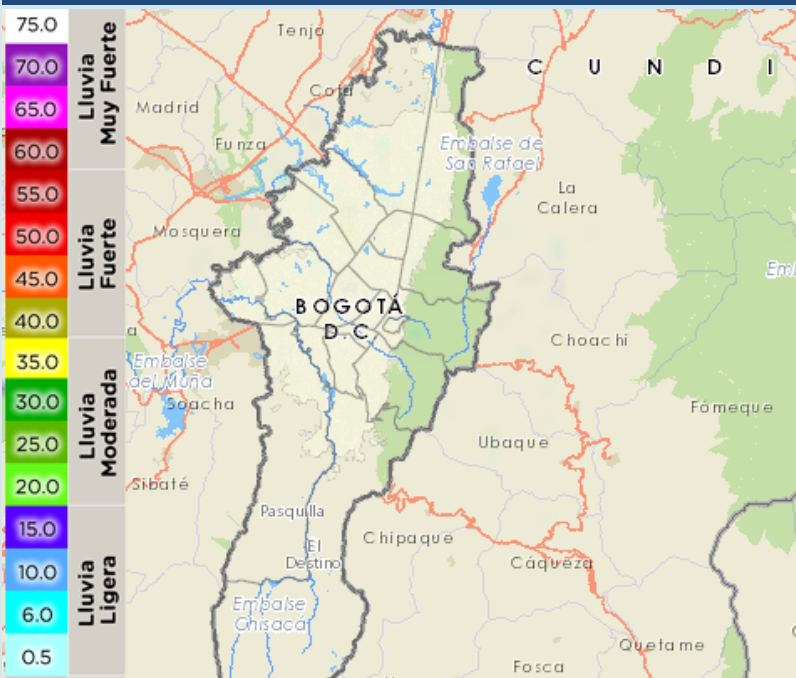 75.0
70.0
65.0
60.0
55.0
50.0
45.0
40.0
35.0
30.0
25.0
20.0
15.0
10.0
6.0
0.5
Lluvia
Muy Fuerte
Lluvia
Fuerte
Lluvia
Moderada
Lluvia
Ligera
Tenjo
C U N D I
Cota
Madrid
Funza
Embalse de
San Rafael
La
Calera
Mosquera
Emb
BOGOTÁ
D.C.
a
Choachi
Embalse
del Muña
Soacha
Fómeque
Ubaque
Sibaté
Pasquilla
Chipaque
El
Destino
Cáqueza
Embalse
Chisacá
Quetame
Fosca